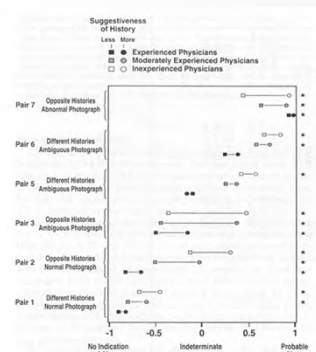 Suggestiveness
of History
Less More
Experienced Physicians
Moderately Experienced Physicians
Inexperienced Physicians
Pair 7 Opposite Histories
Abnormal Photograph
*
*
*
Pair 6 Different Histories
Ambiguous Photograph
*
*
*
Pair 5 Different Histories
Ambiguous Photograph
*
Pair 3 Opposite Histories
Ambiguous Photograph
*
*
*
Pair 2 Opposite Histories
Normal Photograph
*
*
*
Pair 1 Different Histories
Normal Photograph
*
*
*
-1 -0.5 0 0.5 1
No Indication Indeterminate Probable